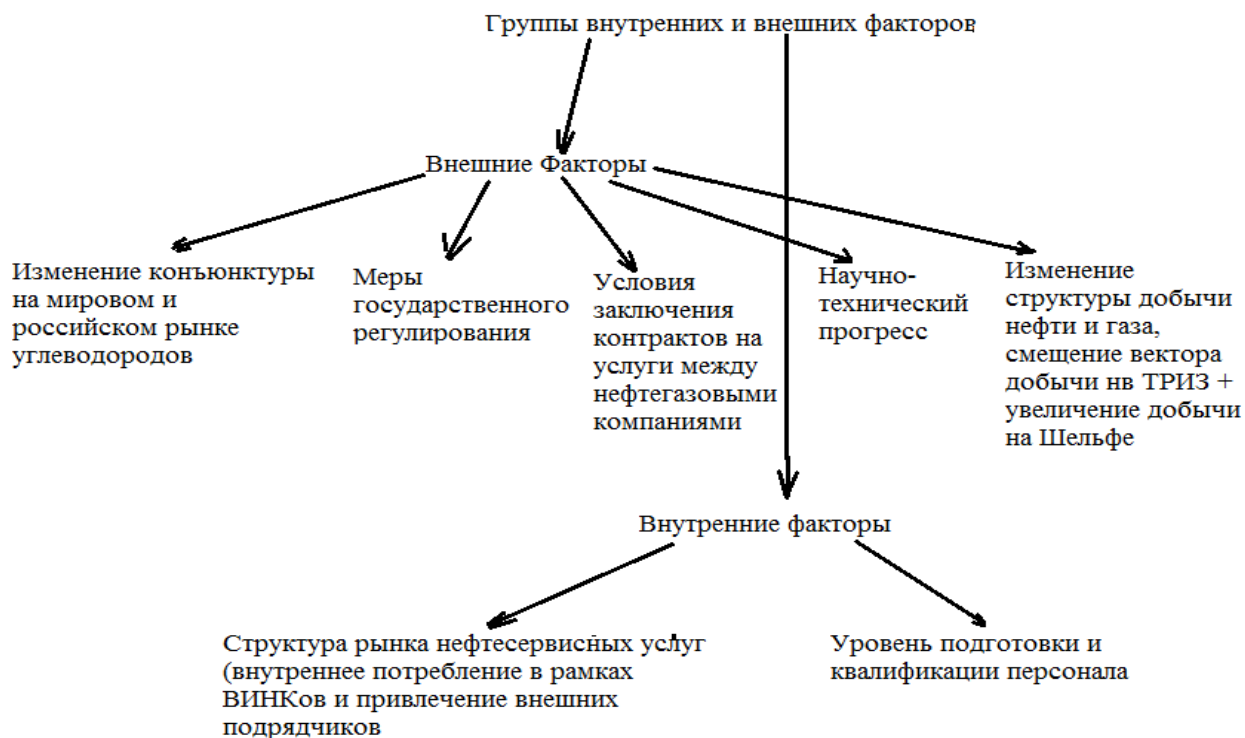 Группы внутренних и внешних факторов
Внешние Факторы
Изменение конъюнктуры
на мировом и
российском рынке
углеводородов
Меры
государственного
регулирования
Условия
заключения
контрактов на
услуги между
нефтегазовыми
компаниями
Научно-
технический
прогресс
Изменение
структуры добычи
нефти и газа,
смещение вектора
добычи нв ТРИЗ +
увеличение добычи
на Шельфе
Внутренние факторы
Структура рынка нефтесервисных услуг
(внутреннее потребление в рамках
ВИНКов и привлечение внешних
подрядчиков
Уровень подготовки и
квалификации персонала